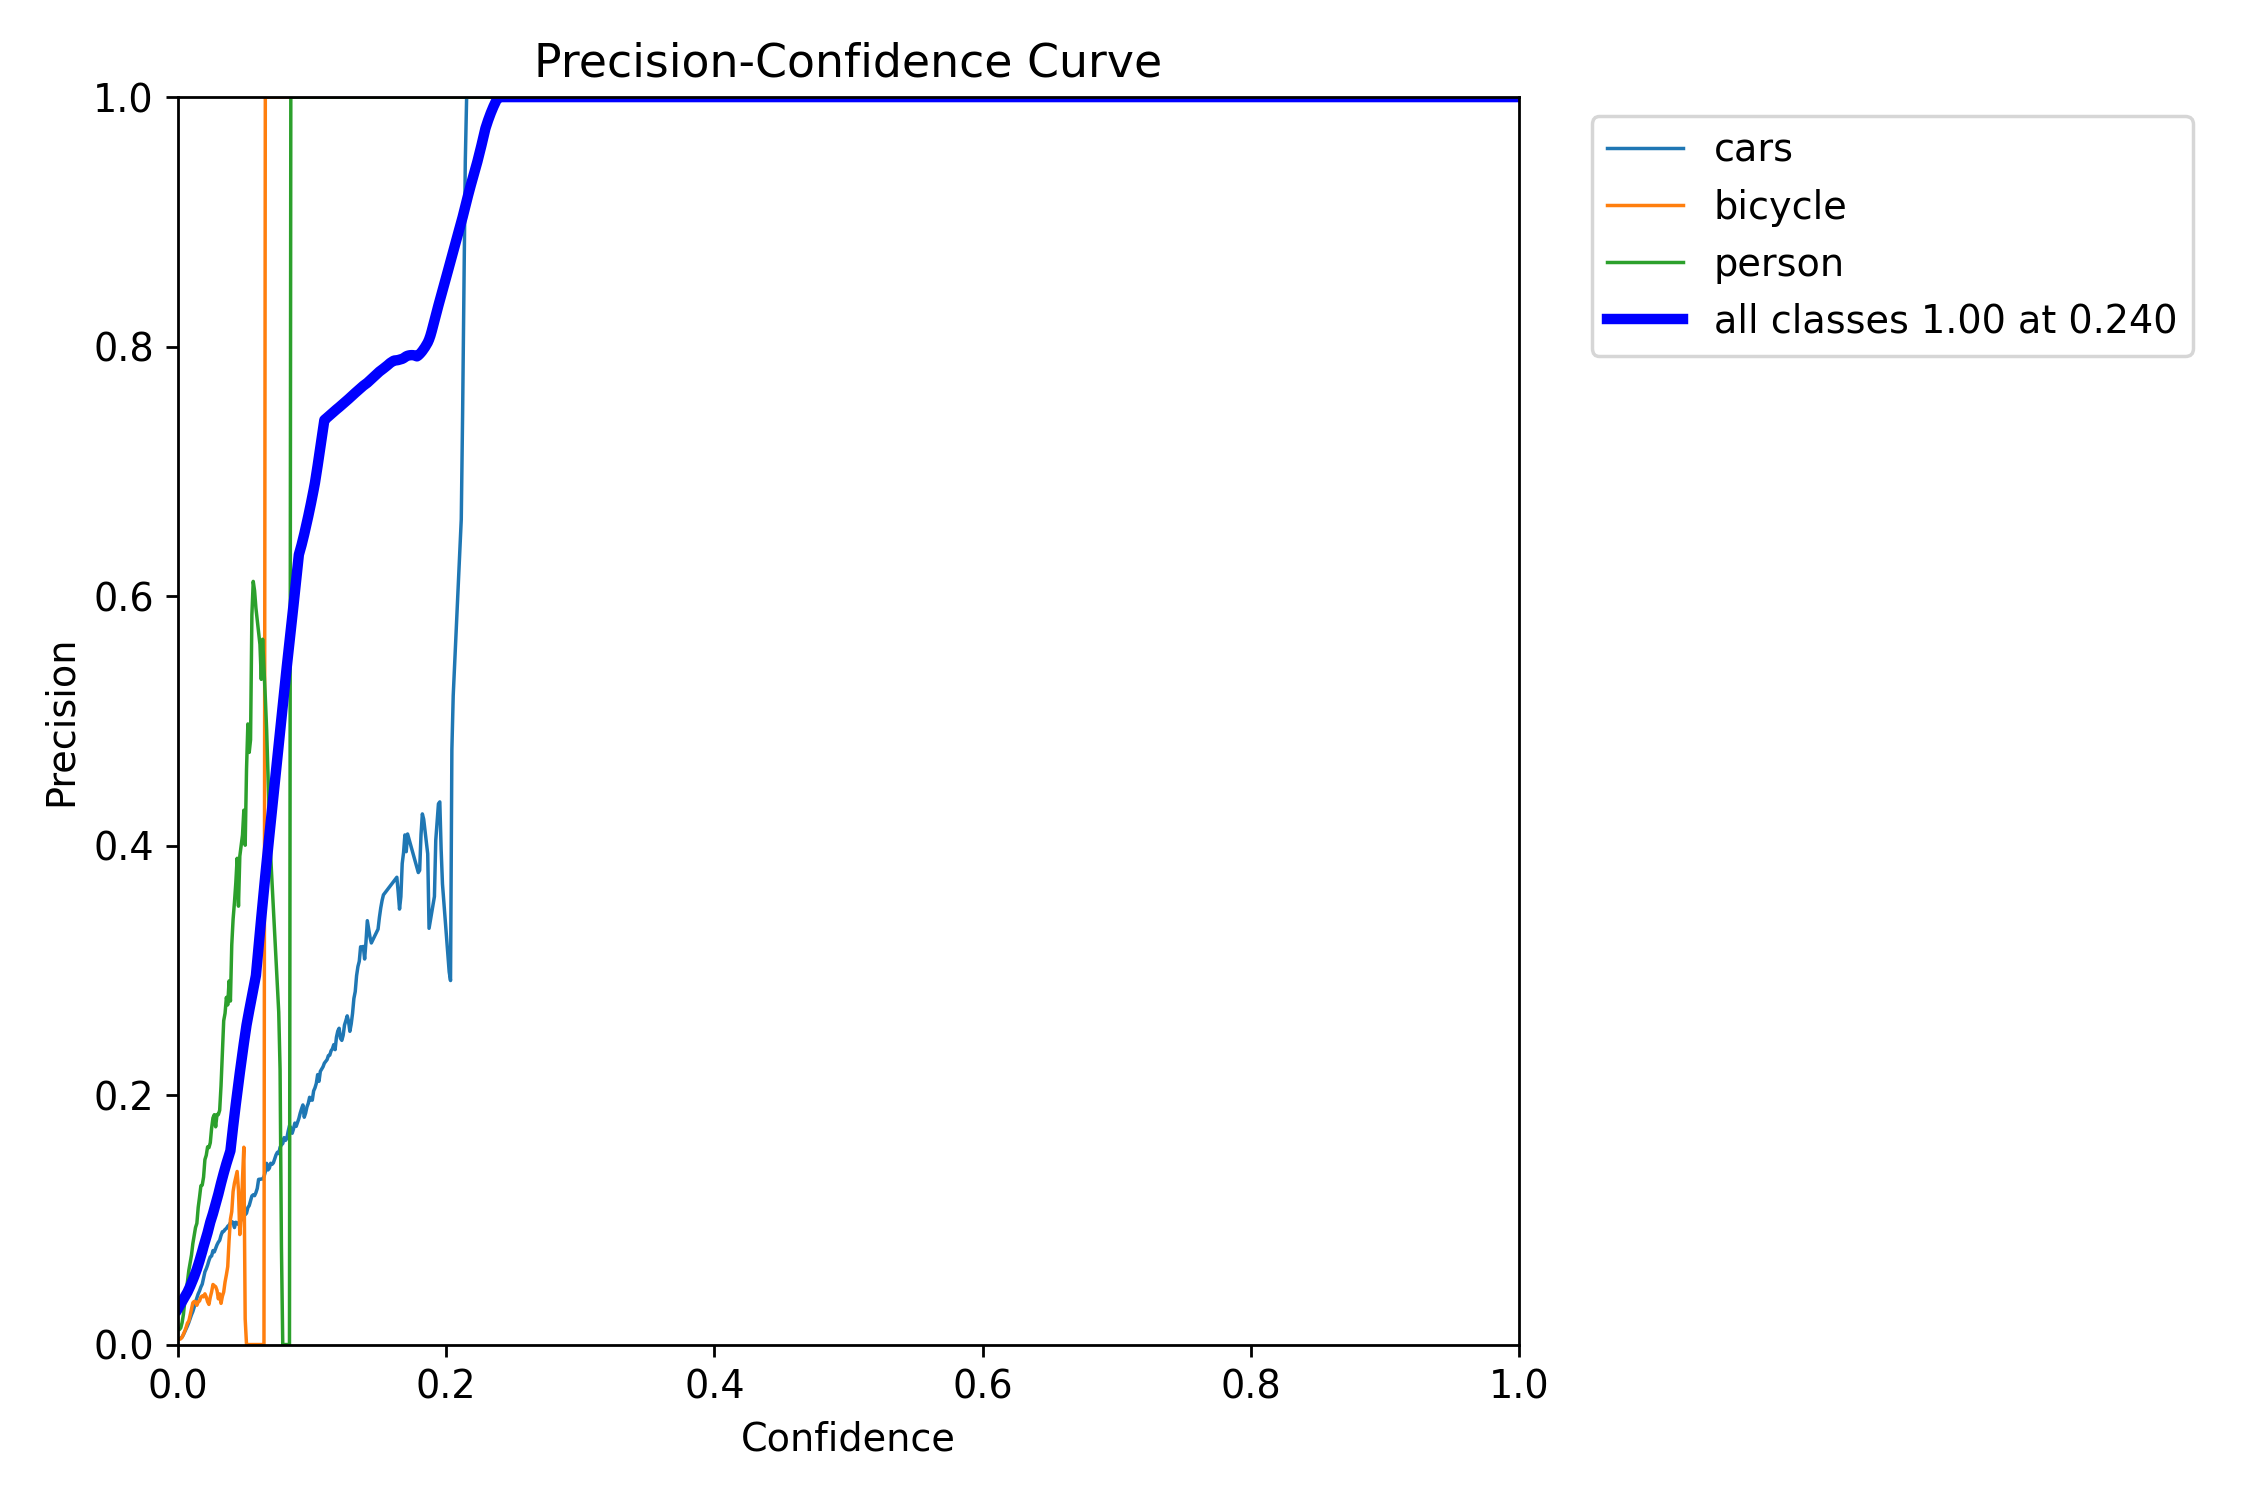 Precision-Confidence Curve
1.0
0.8
0.6
0.4
0.2
0.0
Precision
0.0 0.2 0.4 0.6 0.8 1.0
Confidence
cars
bicycle
person
all classes 1.00 at 0.240